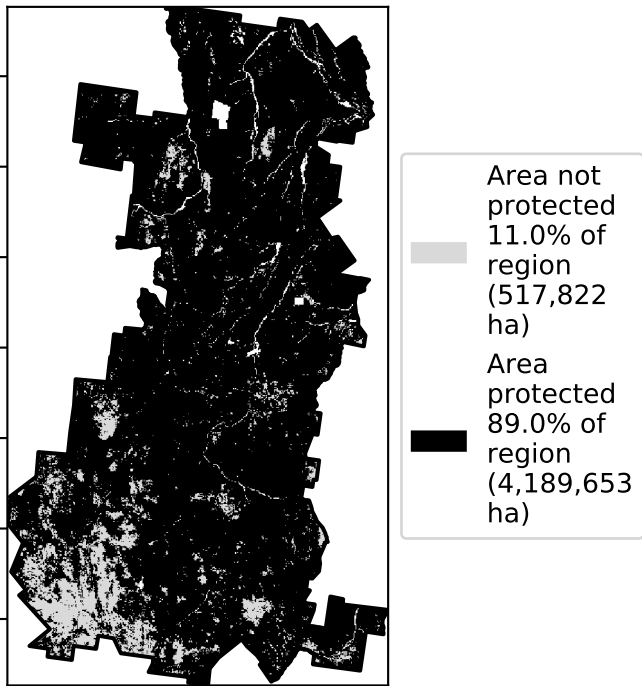 Area not
protected
11.0% of
region
(517,822
ha)
Area
protected
89.0% of
region
(4,189,653
ha)